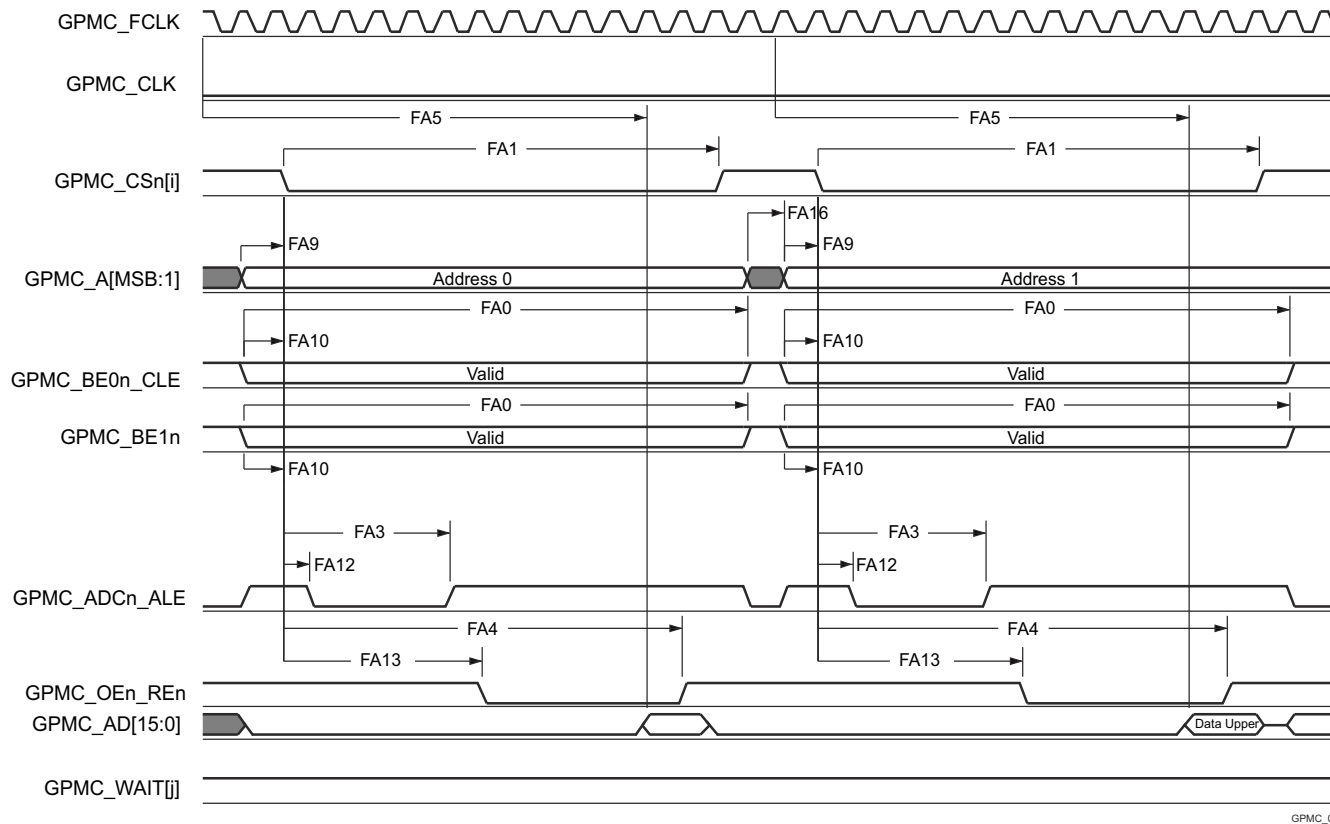 GPMC_FCLK
GPMC_CLK
FA5 FA5
FA1 FA1
GPMC_CSn[i]
FA16
FA9 FA9
GPMC_A[MSB:1] Address 0 Address 1
FA0 FA0
FA10 FA10
GPMC_BE0n_CLE Valid Valid
FA0 FA0
GPMC_BE1n Valid Valid
FA10 FA10
FA3 FA3
FA12 FA12
GPMC_ADCn_ALE
FA4 FA4
FA13 FA13
GPMC_OEn_REn
GPMC_AD[15:0] Data Upper
GPMC_WAIT[j]